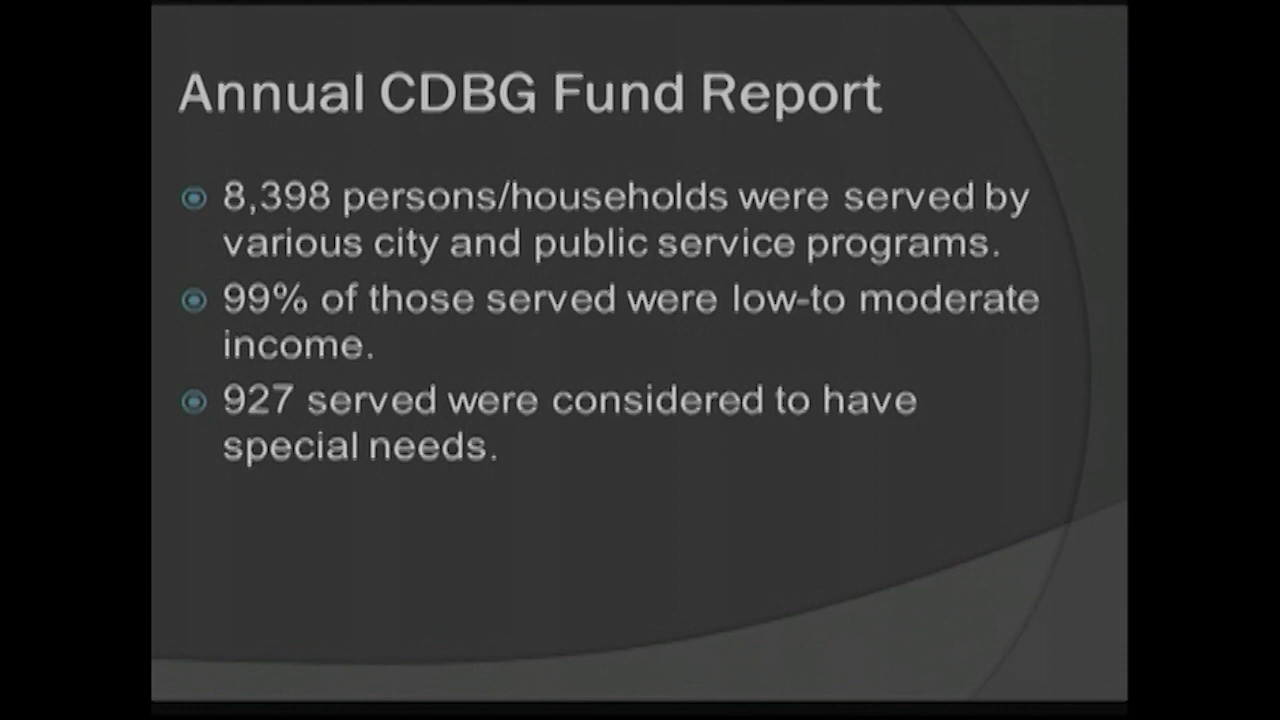 Annual CDBG Fund Report
8,398 persons/households were served by
various city and public service programs.
99% of those served were low-to moderate
income.
927 served were considered to have
special needs.